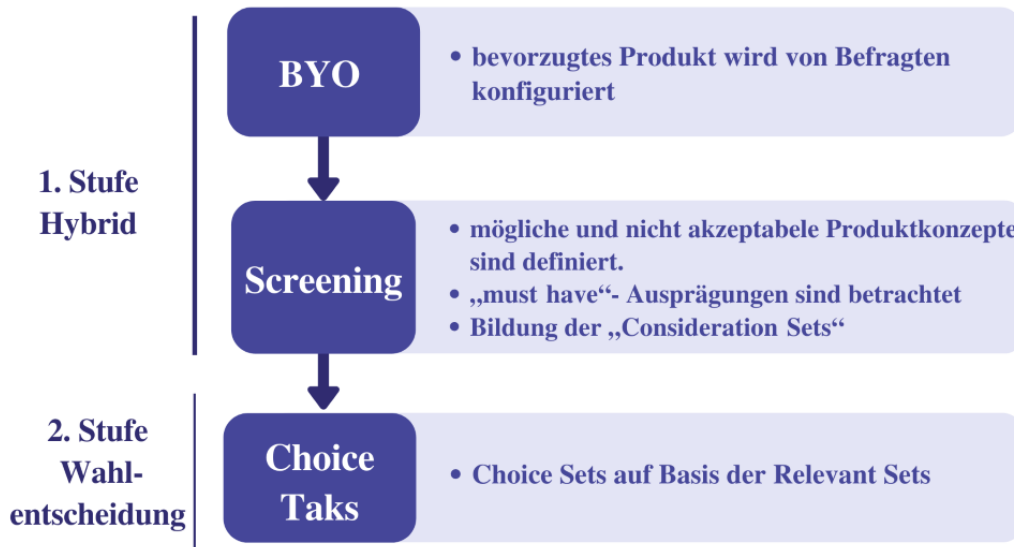 1. Stufe
Hybrid
BYO
• bevorzugtes Produkt wird von Befragten
konfiguriert
Screening
• mögliche und nicht akzeptabele Produktkonzepte
sind definiert.
• „must have“- Ausprägungen sind betrachtet
• Bildung der „Consideration Sets“
2. Stufe
Wahl-
entscheidung
Choice
Taks
• Choice Sets auf Basis der Relevant Sets